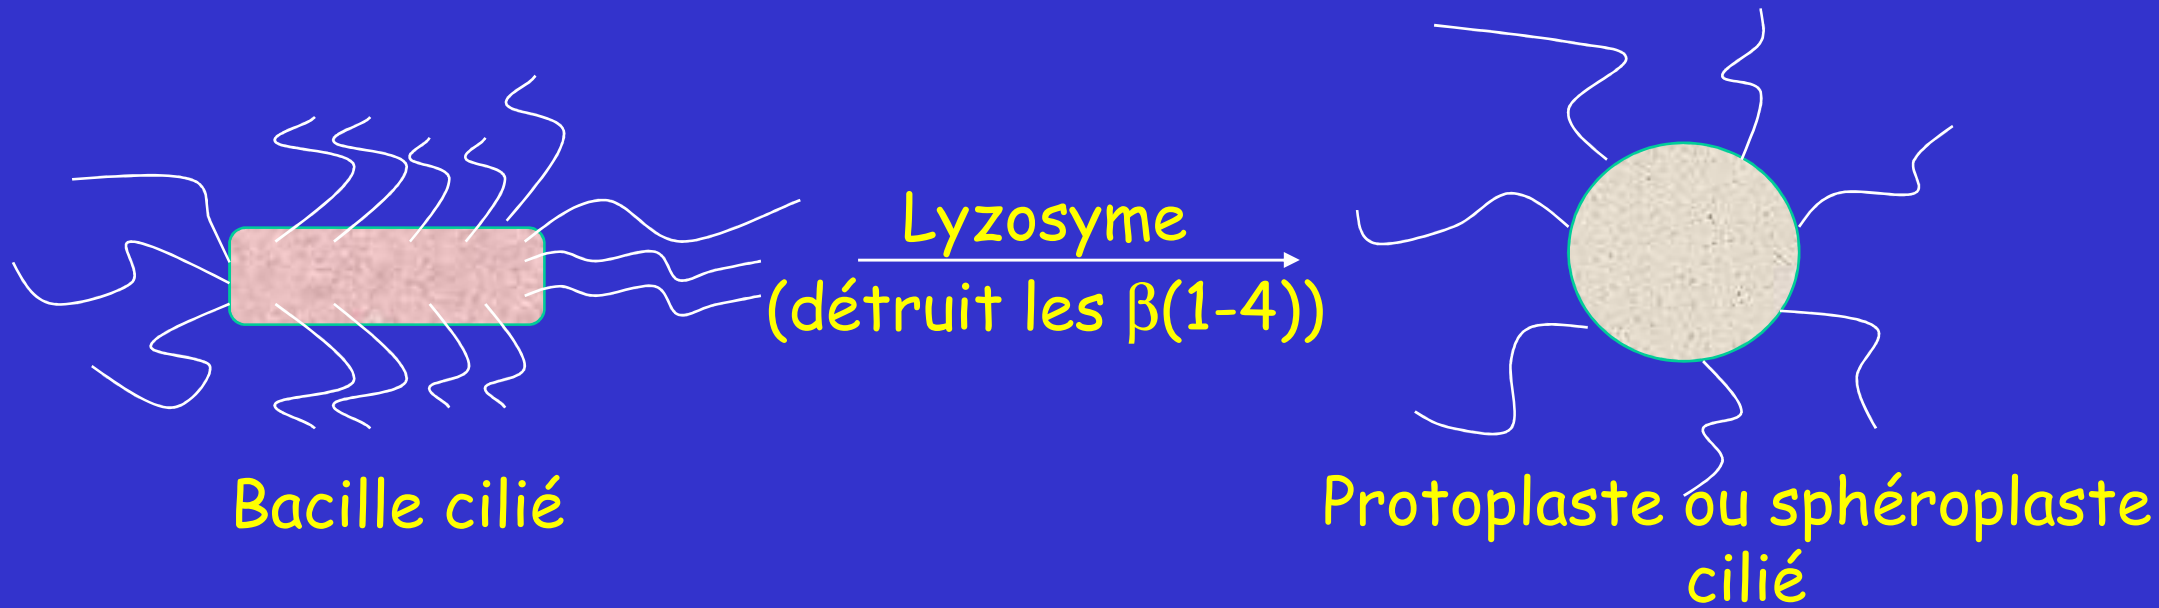 Lyzosyme
(détruit les β(1-4))
Bacille cilié
Protoplaste ou sphéroplaste
cilié